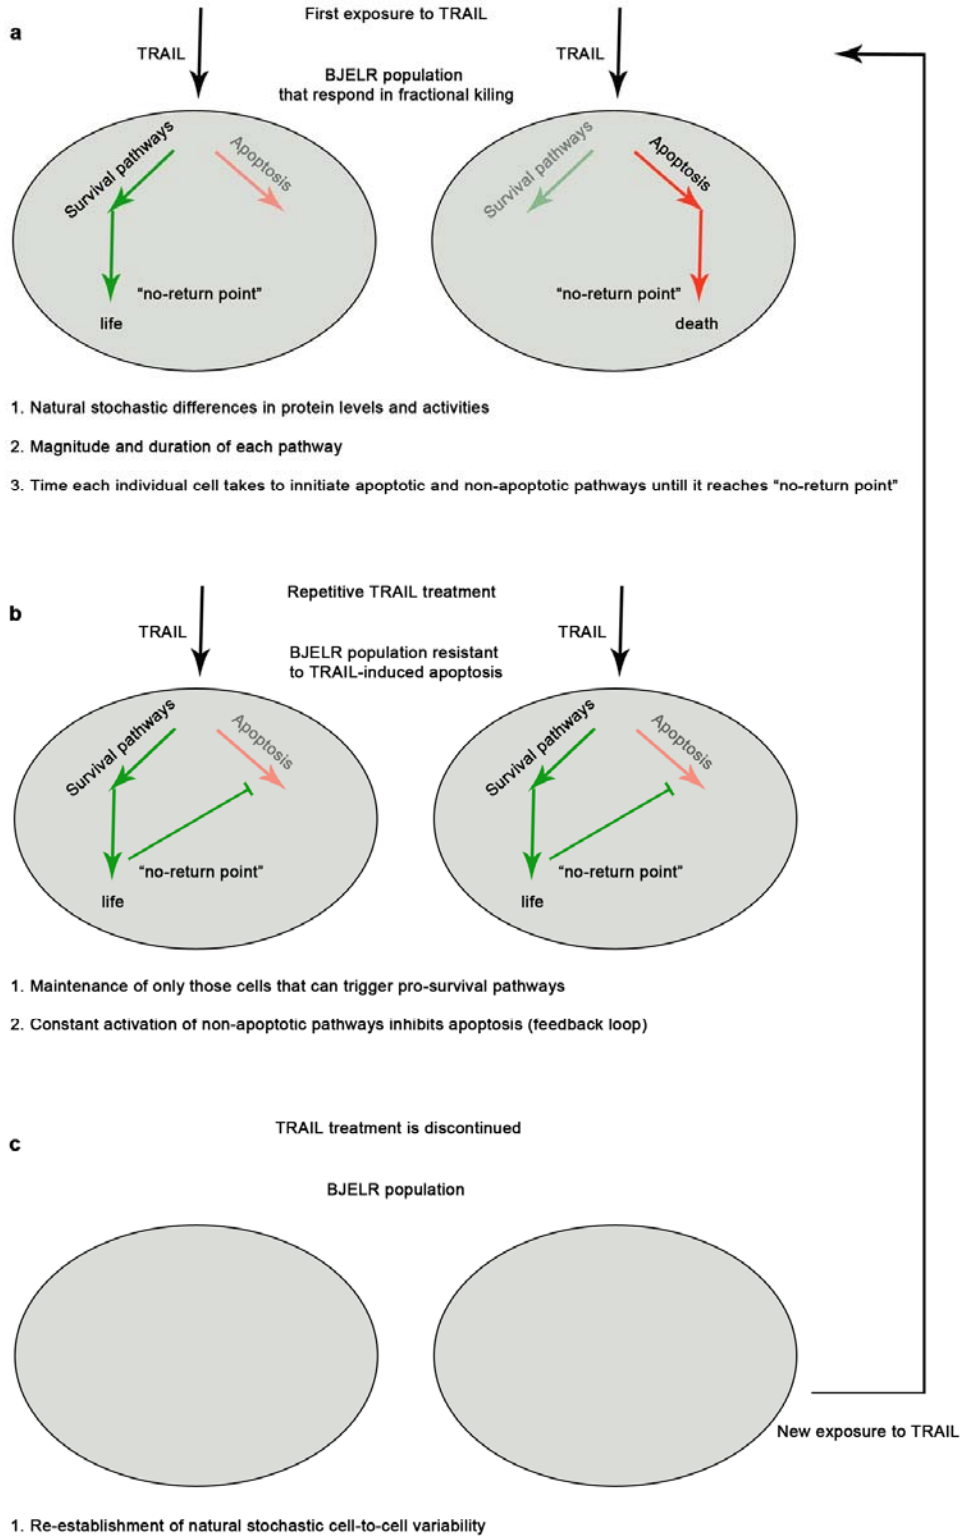 First exposure to TRAIL
a
TRAIL
TRAIL
BJELR population
that respond in fractional kiling
Survival pathways
Apoptosis
Survival pathways
Apoptosis
“no-return point”
life
“no-return point”
death
1. Natural stochastic differences in protein levels and activities
2. Magnitude and duration of each pathway
3. Time each individual cell takes to innitiate apoptotic and non-apoptotic pathways untill it reaches “no-return point”
Repetitive TRAIL treatment
b
TRAIL
TRAIL
BJELR population resistant
to TRAIL-induced apoptosis
Survival pathways
Apoptosis
Survival pathways
Apoptosis
“no-return point”
life
“no-return point”
life
1. Maintenance of only those cells that can trigger pro-survival pathways
2. Constant activation of non-apoptotic pathways inhibits apoptosis (feedback loop)
TRAIL treatment is discontinued
c
BJELR population
New exposure to TRAIL
1. Re-establishment of natural stochastic cell-to-cell variability